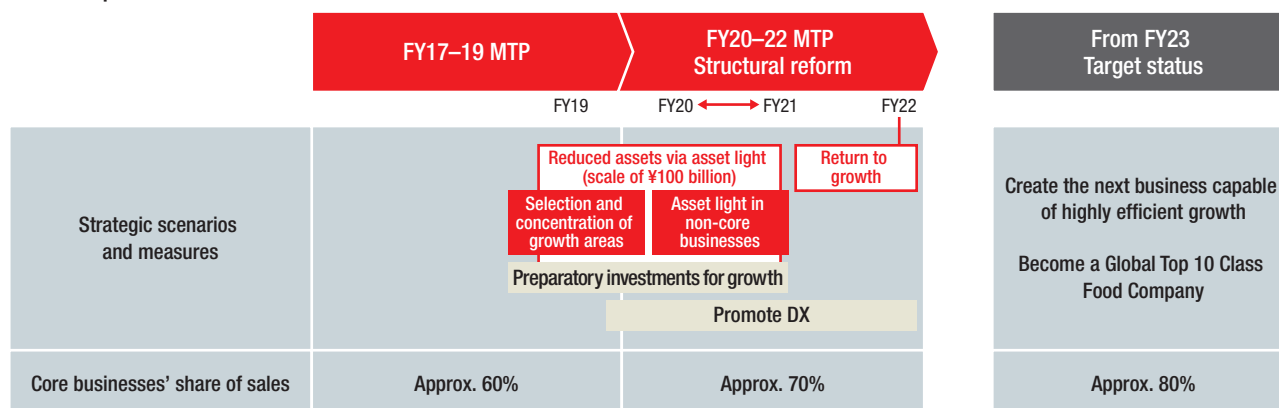 FY17–19 MTP
FY20–22 MTP
Structural reform
From FY23
Target status
FY19
FY20
FY21
FY22
Strategic scenarios
and measures
Reduced assets via asset light
(scale of ¥100 billion)
Return to
growth
Selection and
concentration of
growth areas
Asset light in
non-core
businesses
Preparatory investments for growth
Promote DX
Create the next business capable
of highly efficient growth
Become a Global Top 10 Class
Food Company
Core businesses’ share of sales
Approx. 60%
Approx. 70%
Approx. 80%